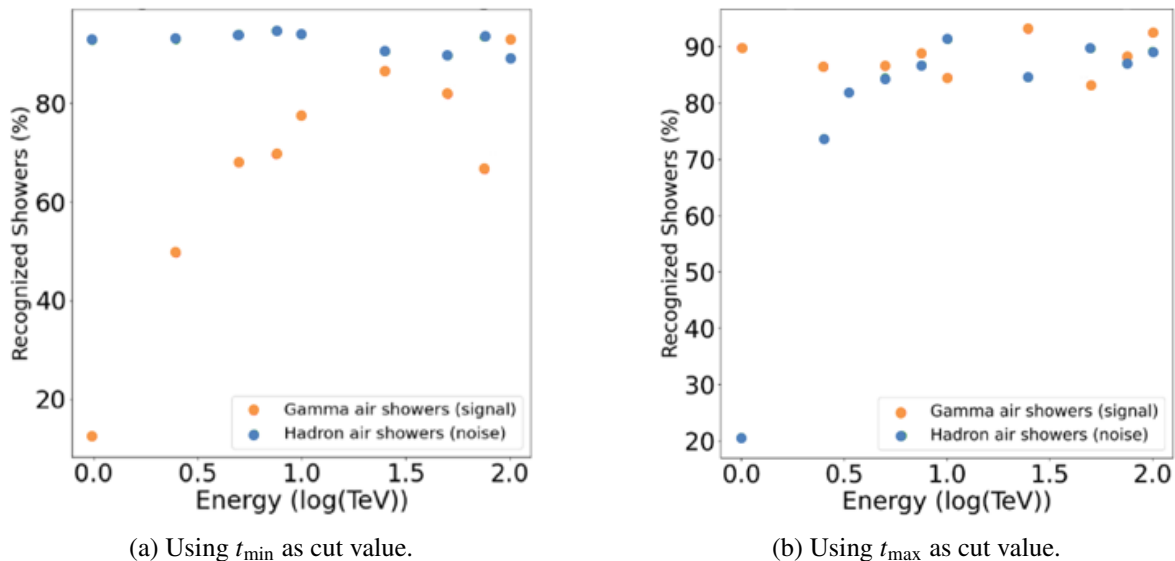 Recognized Showers (%)
80
60
40
20
0.0 0.5 1.0 1.5 2.0
Energy (log(TeV))
Gamma air showers (signal)
Hadron air showers (noise)
(a) Using t_min as cut value.
Recognized Showers (%)
90
80
70
60
50
40
30
20
0.0 0.5 1.0 1.5 2.0
Energy (log(TeV))
Gamma air showers (signal)
Hadron air showers (noise)
(b) Using t_max as cut value.